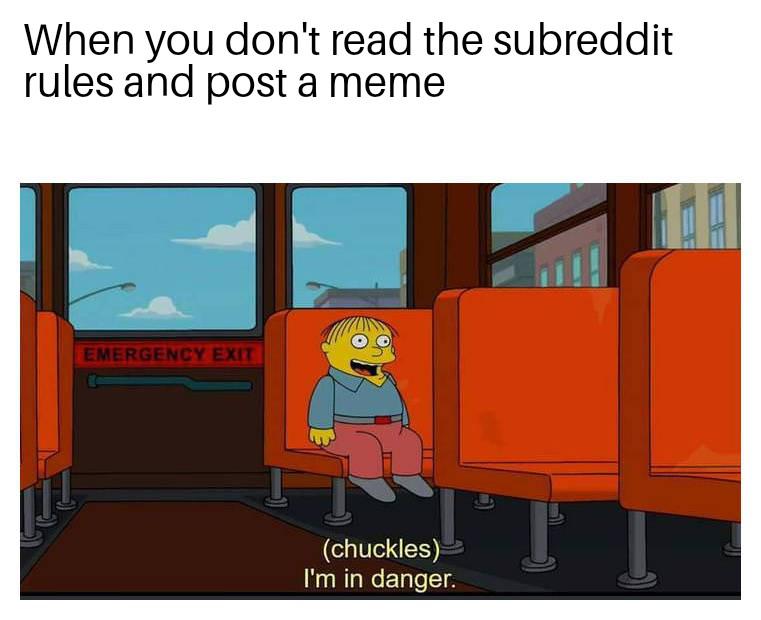 When you don't read the subreddit
rules and post a meme
EMERGENCY EXIT
(chuckles)
I'm in danger.